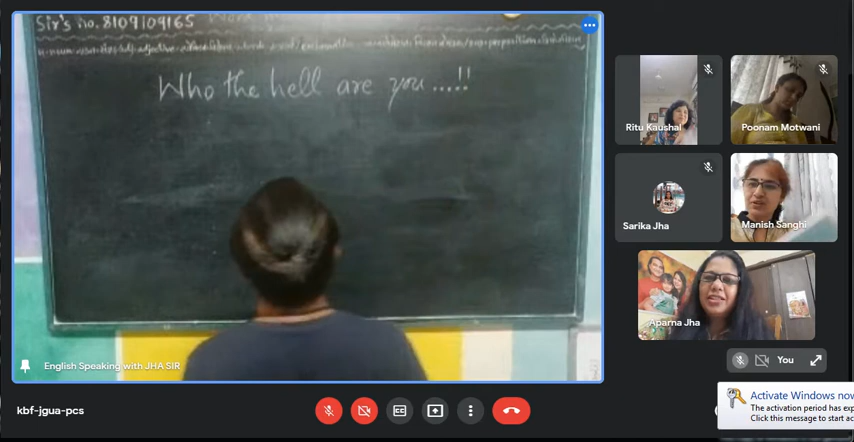 Sir's no. 8109109165
Who the hell are you.....!!
English Speaking with JHA SIR
Ritu Kaushal
Poonam Motwani
Sarika Jha
Manish Sanghi
Aparna Jha
You
kbf-jgua-pcs
Activate Windows now
The activation period has exp
Click this message to start ac